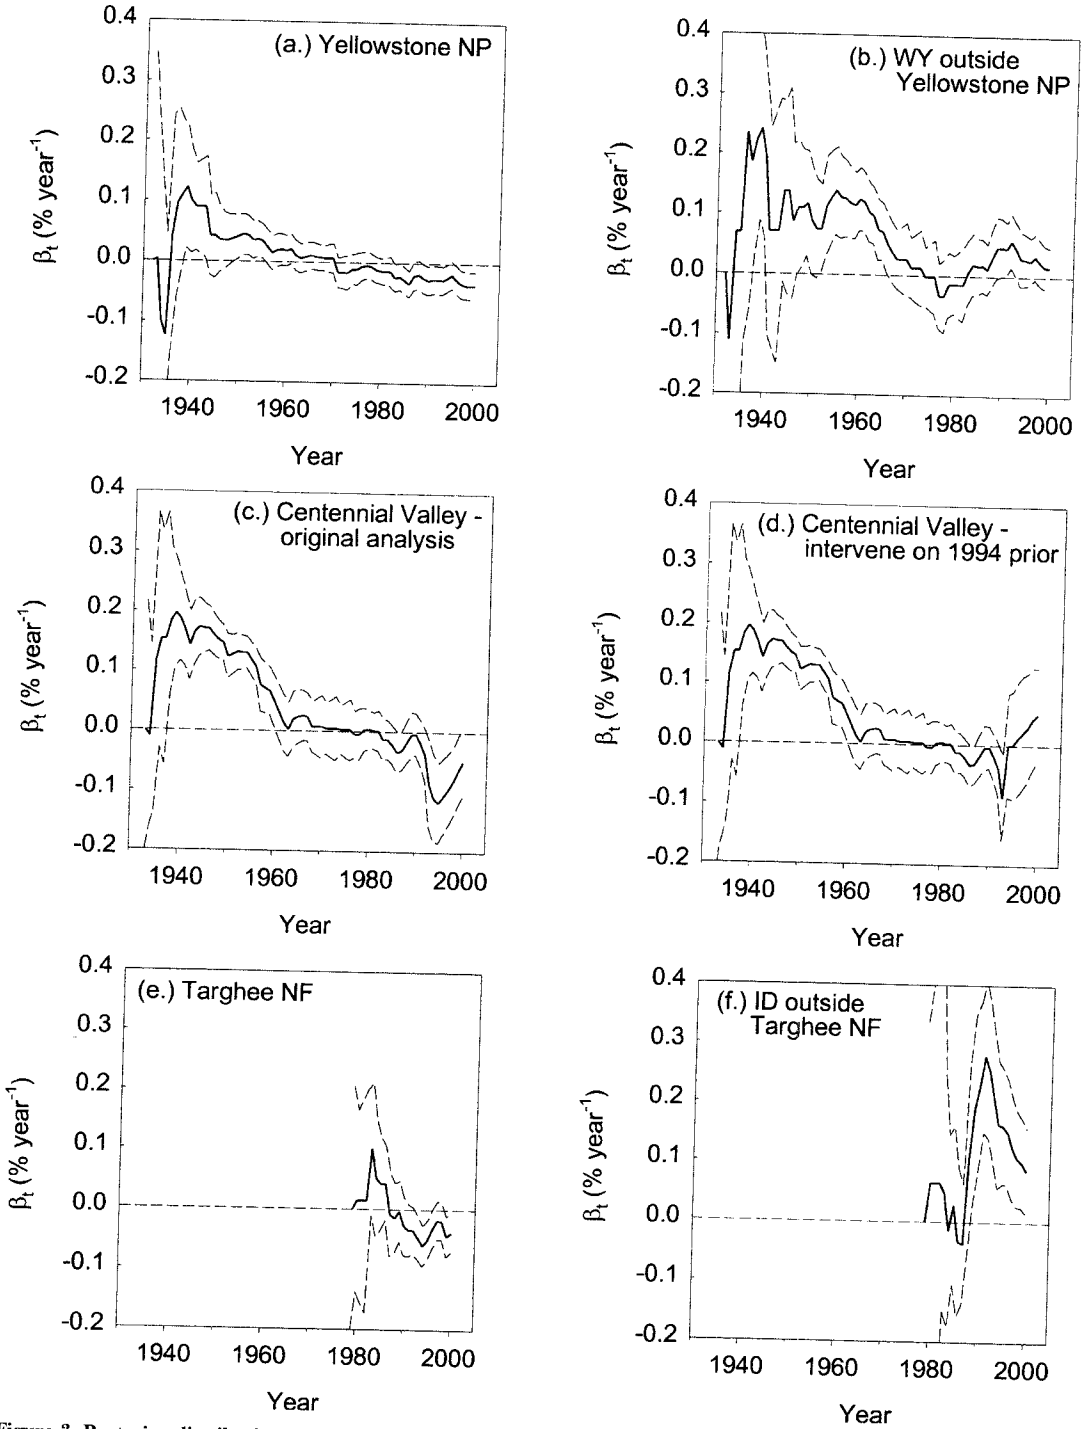 (a.) Yellowstone NP
0.4
0.3
0.2
0.1
0.0
-0.1
-0.2
βt (% year-1)
1940 1960 1980 2000
Year
(b.) WY outside
Yellowstone NP
0.4
0.3
0.2
0.1
0.0
-0.1
-0.2
βt (% year-1)
1940 1960 1980 2000
Year
(c.) Centennial Valley -
original analysis
0.4
0.3
0.2
0.1
0.0
-0.1
-0.2
βt (% year-1)
1940 1960 1980 2000
Year
(d.) Centennial Valley -
intervene on 1994 prior
0.4
0.3
0.2
0.1
0.0
-0.1
-0.2
βt (% year-1)
1940 1960 1980 2000
Year
(e.) Targhee NF
0.4
0.3
0.2
0.1
0.0
-0.1
-0.2
βt (% year-1)
1940 1960 1980 2000
Year
(f.) ID outside
Targhee NF
0.4
0.3
0.2
0.1
0.0
-0.1
-0.2
βt (% year-1)
1940 1960 1980 2000
Year